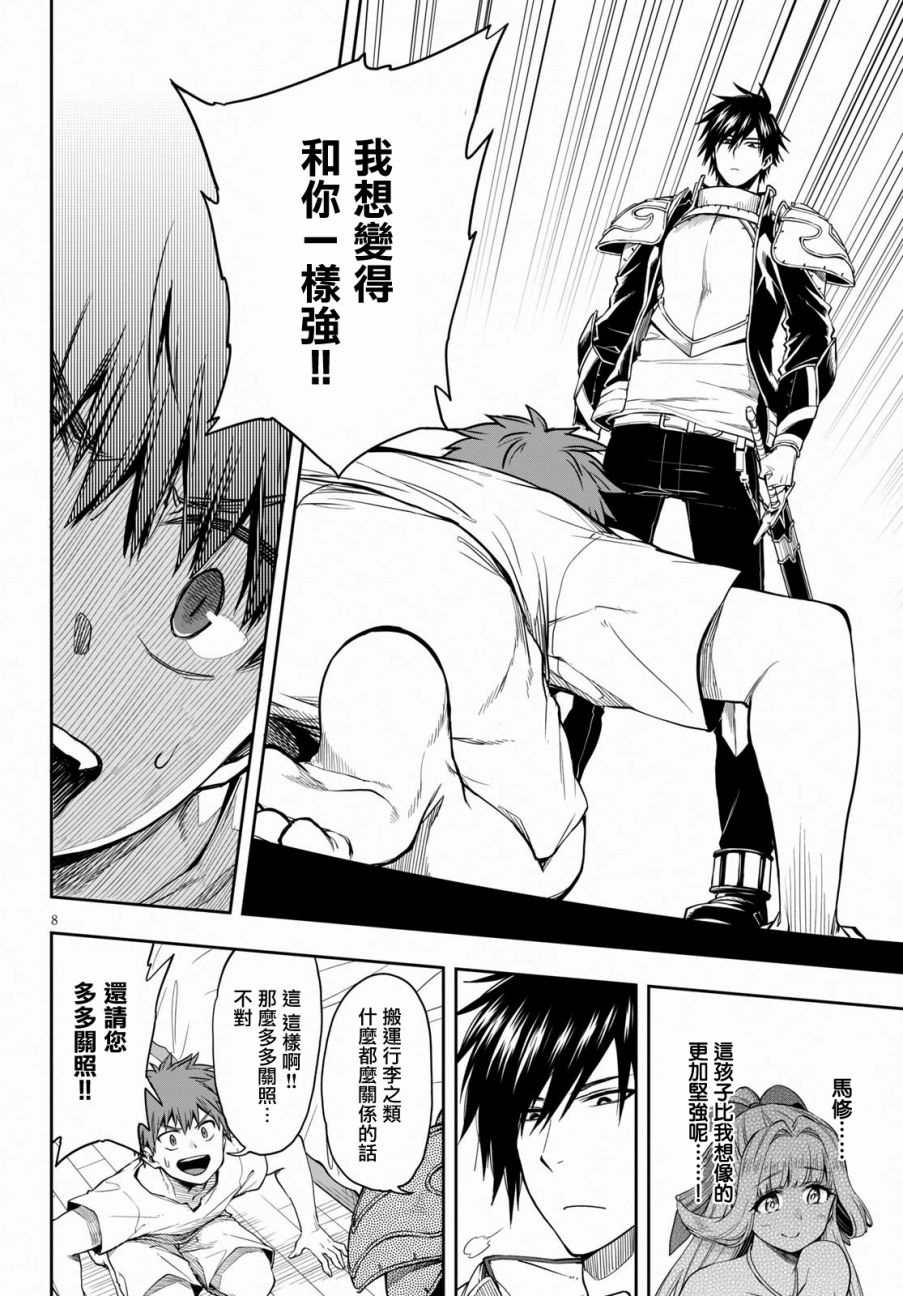 我想變得
和你一樣強!!
8
馬修……
這孩子比我想像的
更加堅強呢……!
搬運行李之類
什麼都麼關係的話
這 這樣啊!!
那麼多多關照…
不對
還請您
多多關照!!